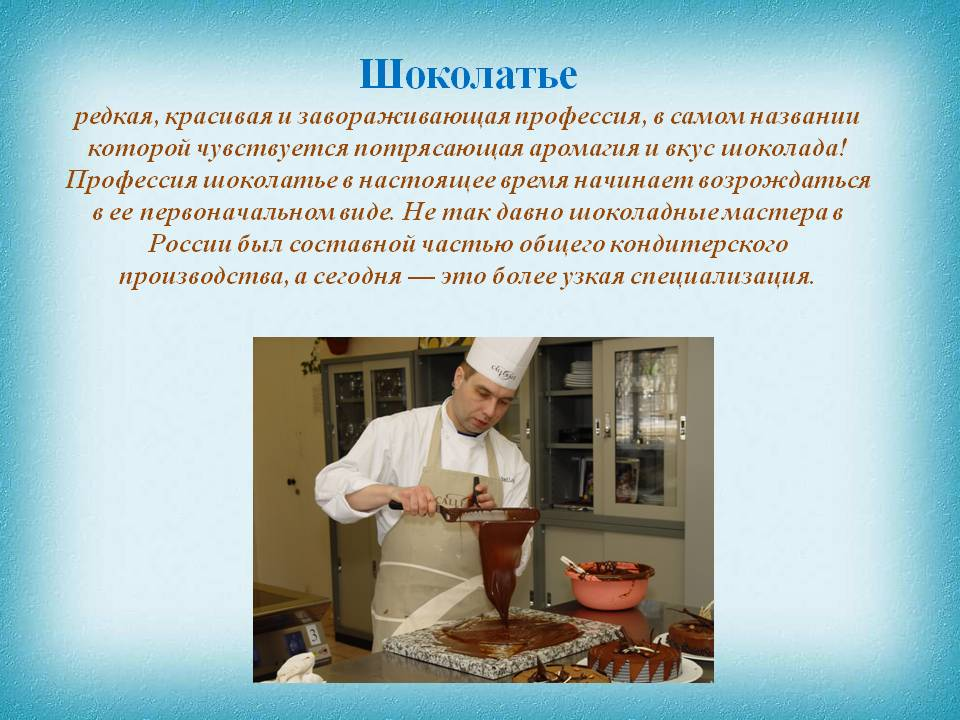 Шоколатье
редкая, красивая и завораживающая профессия, в самом названии
которой чувствуется потрясающая аромагия и вкус шоколада!
Профессия шоколатье в настоящее время начинает возрождаться
в ее первоначальном виде. Не так давно шоколадные мастера в
России был составной частью общего кондитерского
производства, а сегодня — это более узкая специализация.
3